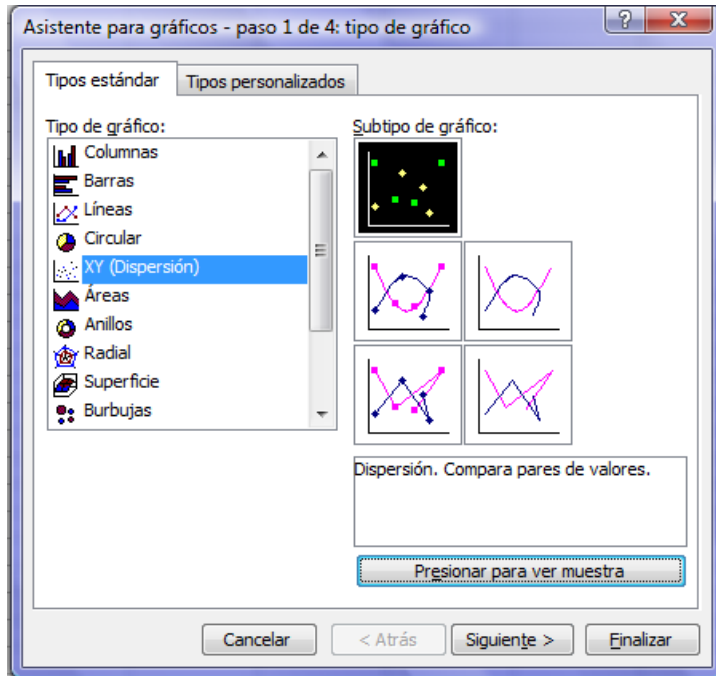 Asistente para gráficos - paso 1 de 4: tipo de gráfico
Tipos estándar
Tipos personalizados
Tipo de gráfico:
Columnas
Barras
Líneas
Circular
XY (Dispersión)
Áreas
Anillos
Radial
Superficie
Burbujas
Subtipo de gráfico:
Dispersión. Compara pares de valores.
Presionar para ver muestra
Cancelar
< Atrás
Siguiente >
Finalizar